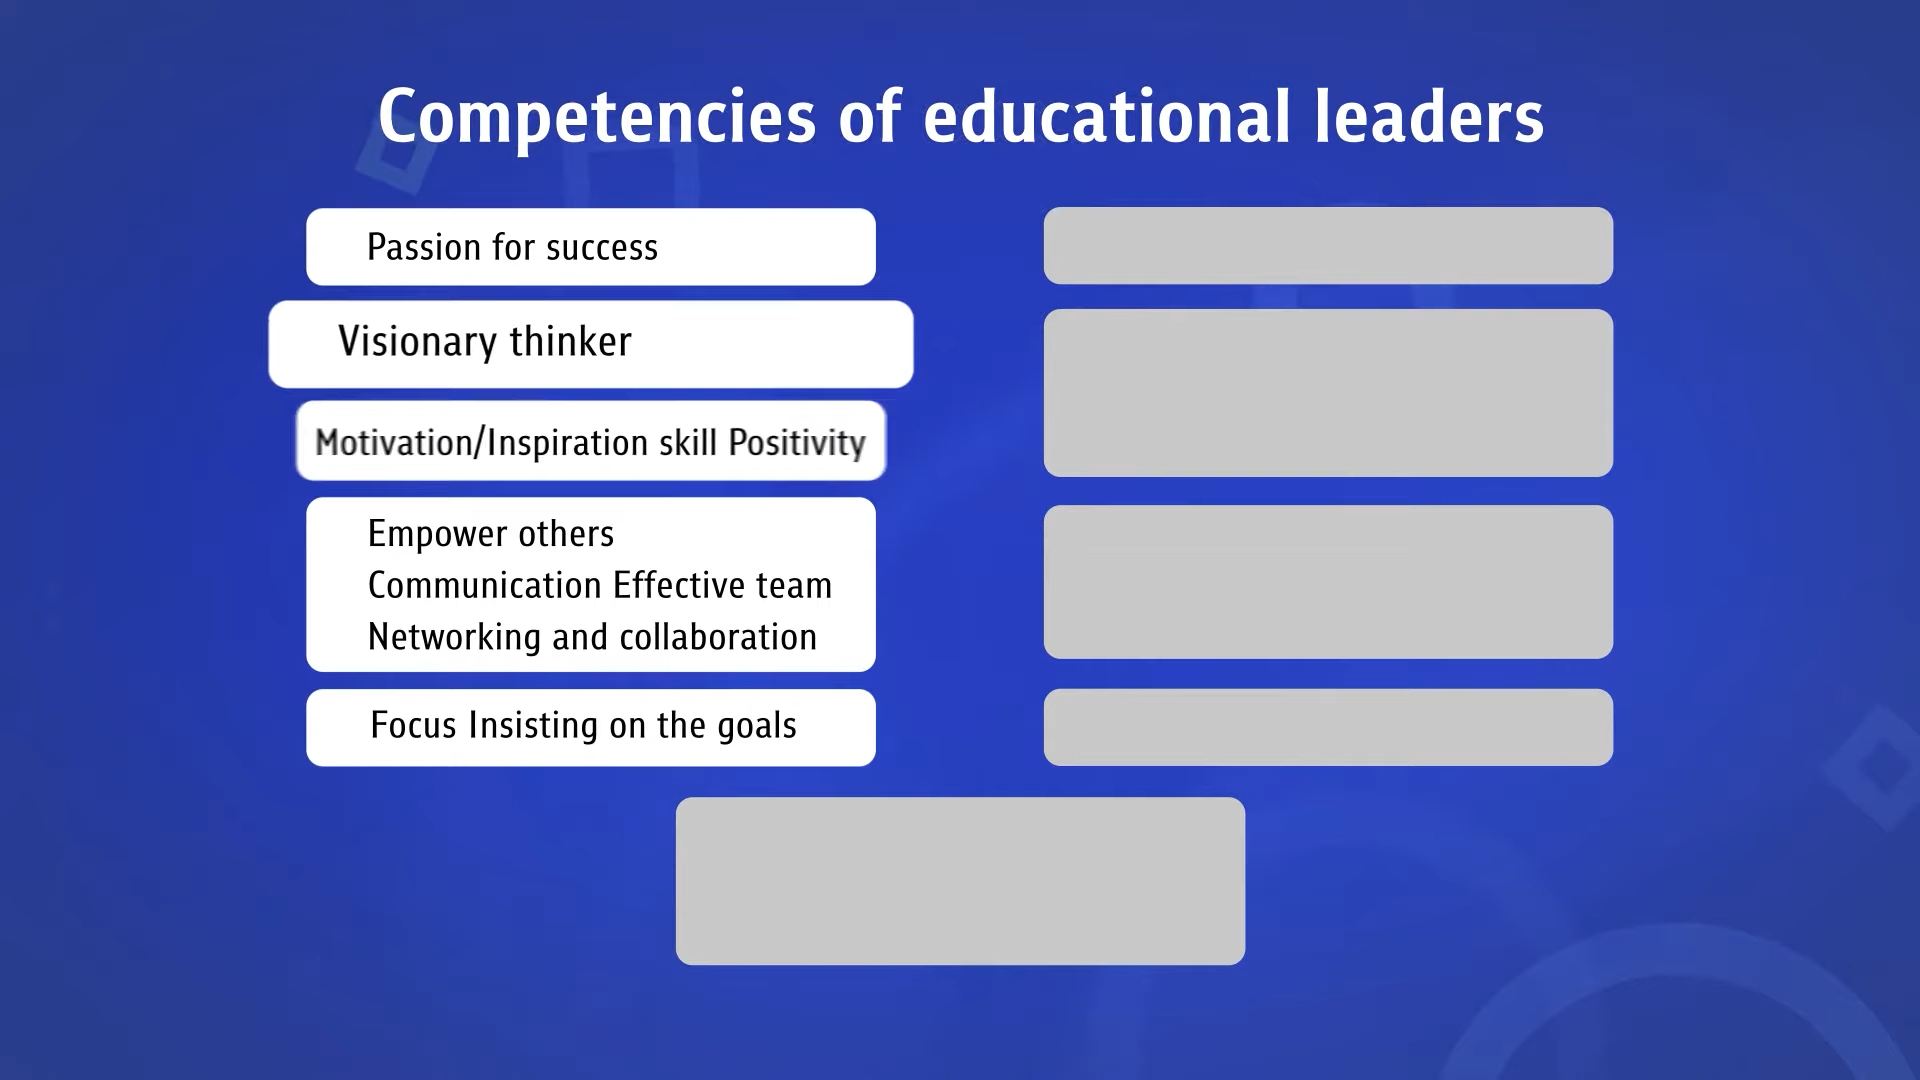 Competencies of educational leaders
Passion for success
Visionary thinker
Motivation/Inspiration skill Positivity
Empower others
Communication Effective team
Networking and collaboration
Focus Insisting on the goals